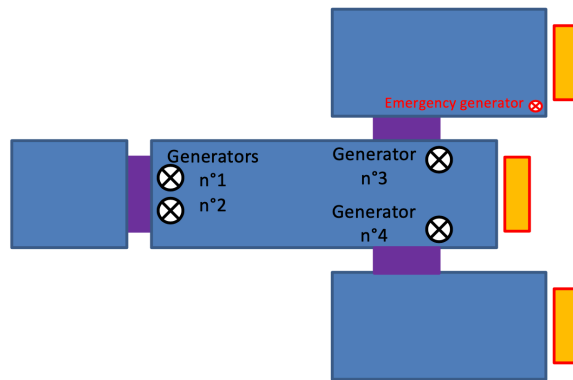 Emergency generator
Generators
n°1
n°2
Generator
n°3
Generator
n°4